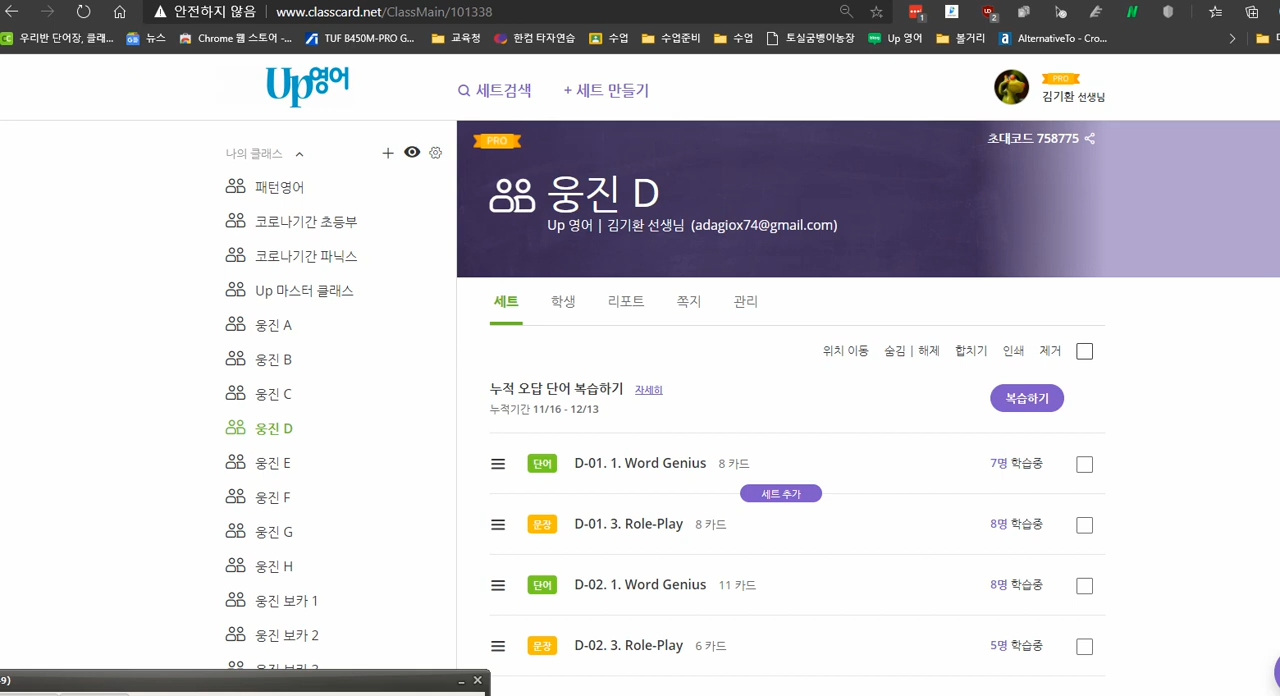 안전하지 않음 | www.classcard.net/ClassMain/101338
1
2
우리반 단어장, 클래... 뉴스 Chrome 웹 스토어 -... TUF B450M-PRO G... 교육청 한컴 타자연습 수업 수업준비 수업 토실굼벵이농장 Up 영어 볼거리 AlternativeTo - Cro...
Up영어
세트검색 + 세트 만들기
PRO
김기환 선생님
나의 클래스
패턴영어
코로나기간 초등부
코로나기간 파닉스
Up 마스터 클래스
웅진 A
웅진 B
웅진 C
웅진 D
웅진 E
웅진 F
웅진 G
웅진 H
웅진 보카 1
웅진 보카 2
PRO
초대코드 758775
웅진 D
Up 영어 | 김기환 선생님 (adagiox74@gmail.com)
세트 학생 리포트 쪽지 관리
위치 이동 숨김 | 해제 합치기 인쇄 제거
누적 오답 단어 복습하기 자세히
누적기간 11/16 - 12/13
복습하기
단어 D-01. 1. Word Genius 8 카드 7명 학습중
세트 추가
문장 D-01. 3. Role-Play 8 카드 8명 학습중
단어 D-02. 1. Word Genius 11 카드 8명 학습중
문장 D-02. 3. Role-Play 6 카드 5명 학습중